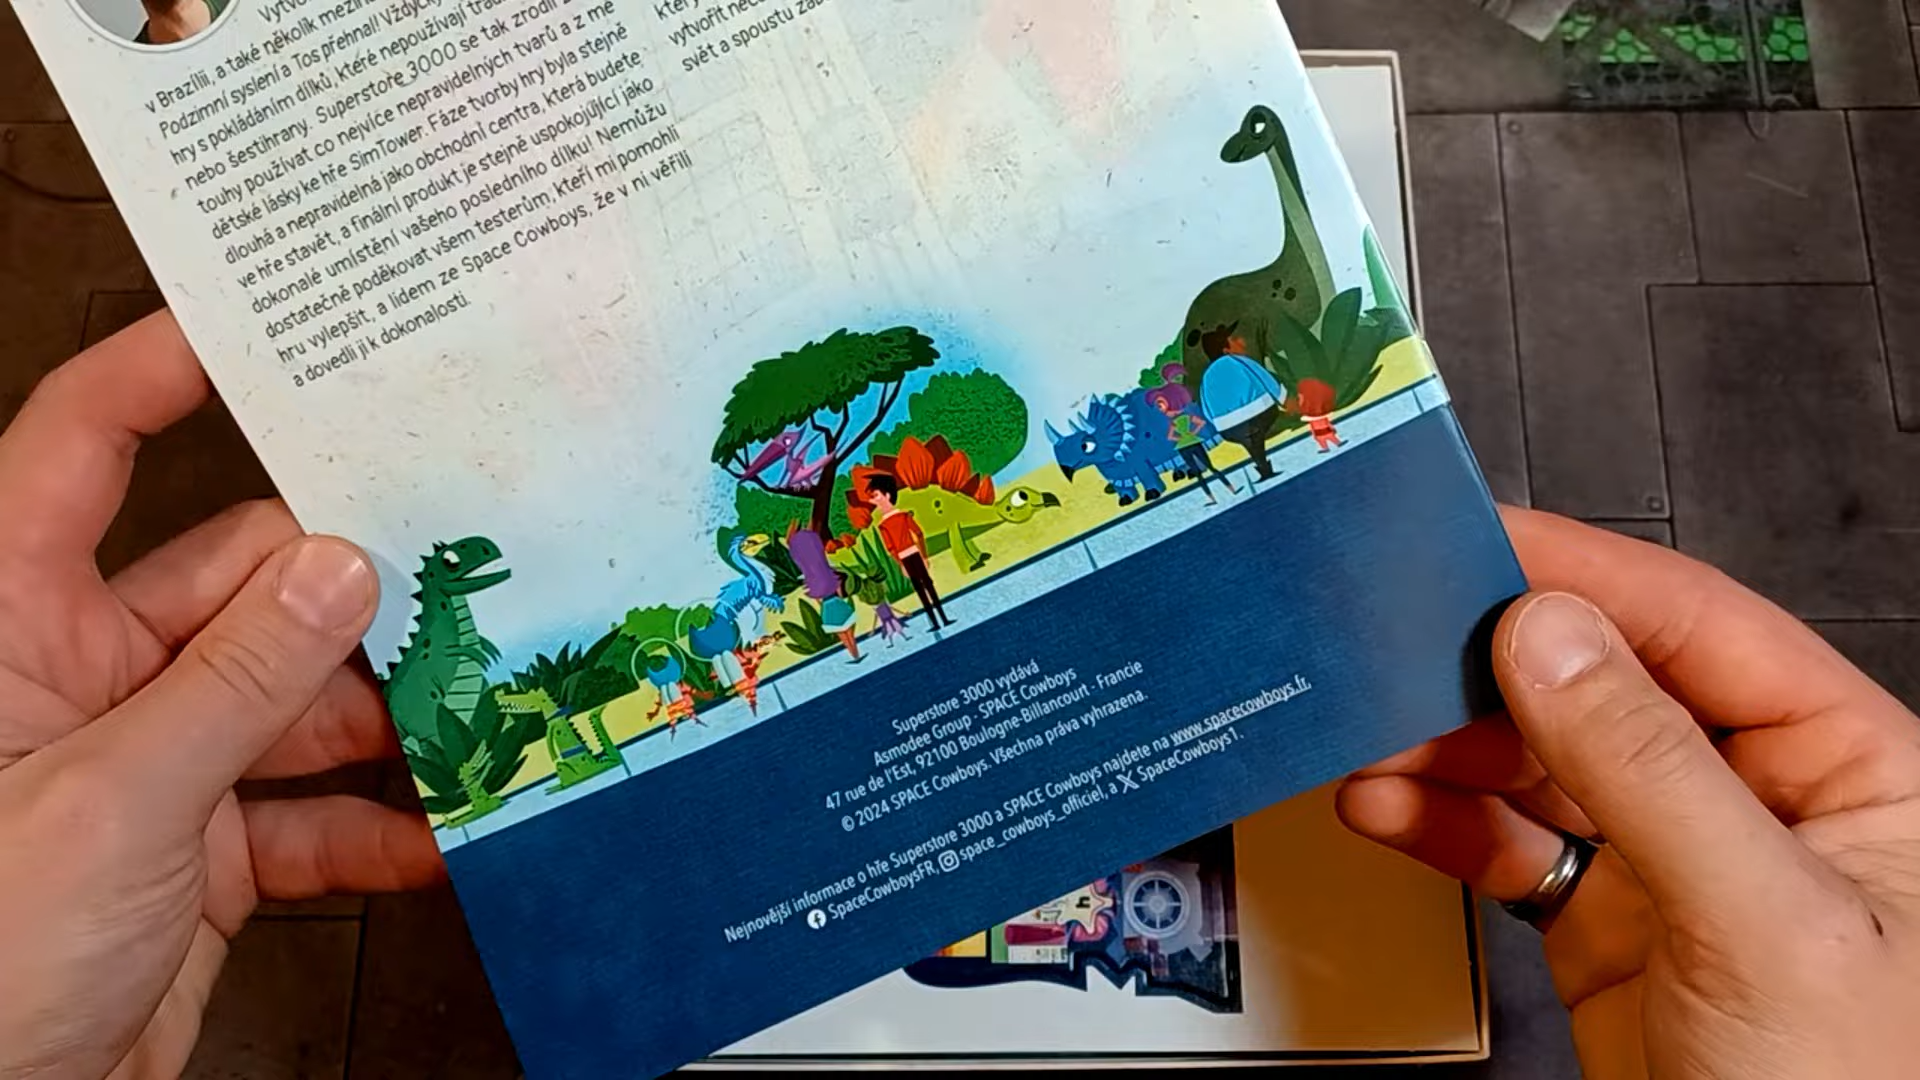 Vytvo
v Brazílii, a také několik mezin
Podzimní syslení a Tos přehnal! Vždyck
hry s pokládáním dílků, které nepoužívají trad
nebo šestihrany. Superstore 3000 se tak zrodil z
touhy používat co nejvíce nepravidelných tvarů a z mé
dětské lásky ke hře SimTower. Fáze tvorby hry byla stejně
dlouhá a nepravidelná jako obchodní centra, která budete
ve hře stavět, a finální produkt je stejně uspokojující jako
dokonalé umístění vašeho posledního dílku! Nemůžu
dostatečně poděkovat všem testerům, kteří mi pomohli
hru vylepšit, a lidem ze Space Cowboys, že v ni věřili
a dovedli ji k dokonalosti.
který
vytvořit
svět a spoustu
Superstore 3000 vydává
Asmodee Group - SPACE Cowboys
47 rue de l'Est, 92100 Boulogne-Billancourt - Francie
© 2024 SPACE Cowboys. Všechna práva vyhrazena.
Nejnovější informace o hře Superstore 3000 a SPACE Cowboys najdete na www.spacecowboys.fr,
SpaceCowboysFR, space_cowboys_officiel, a X SpaceCowboys1.